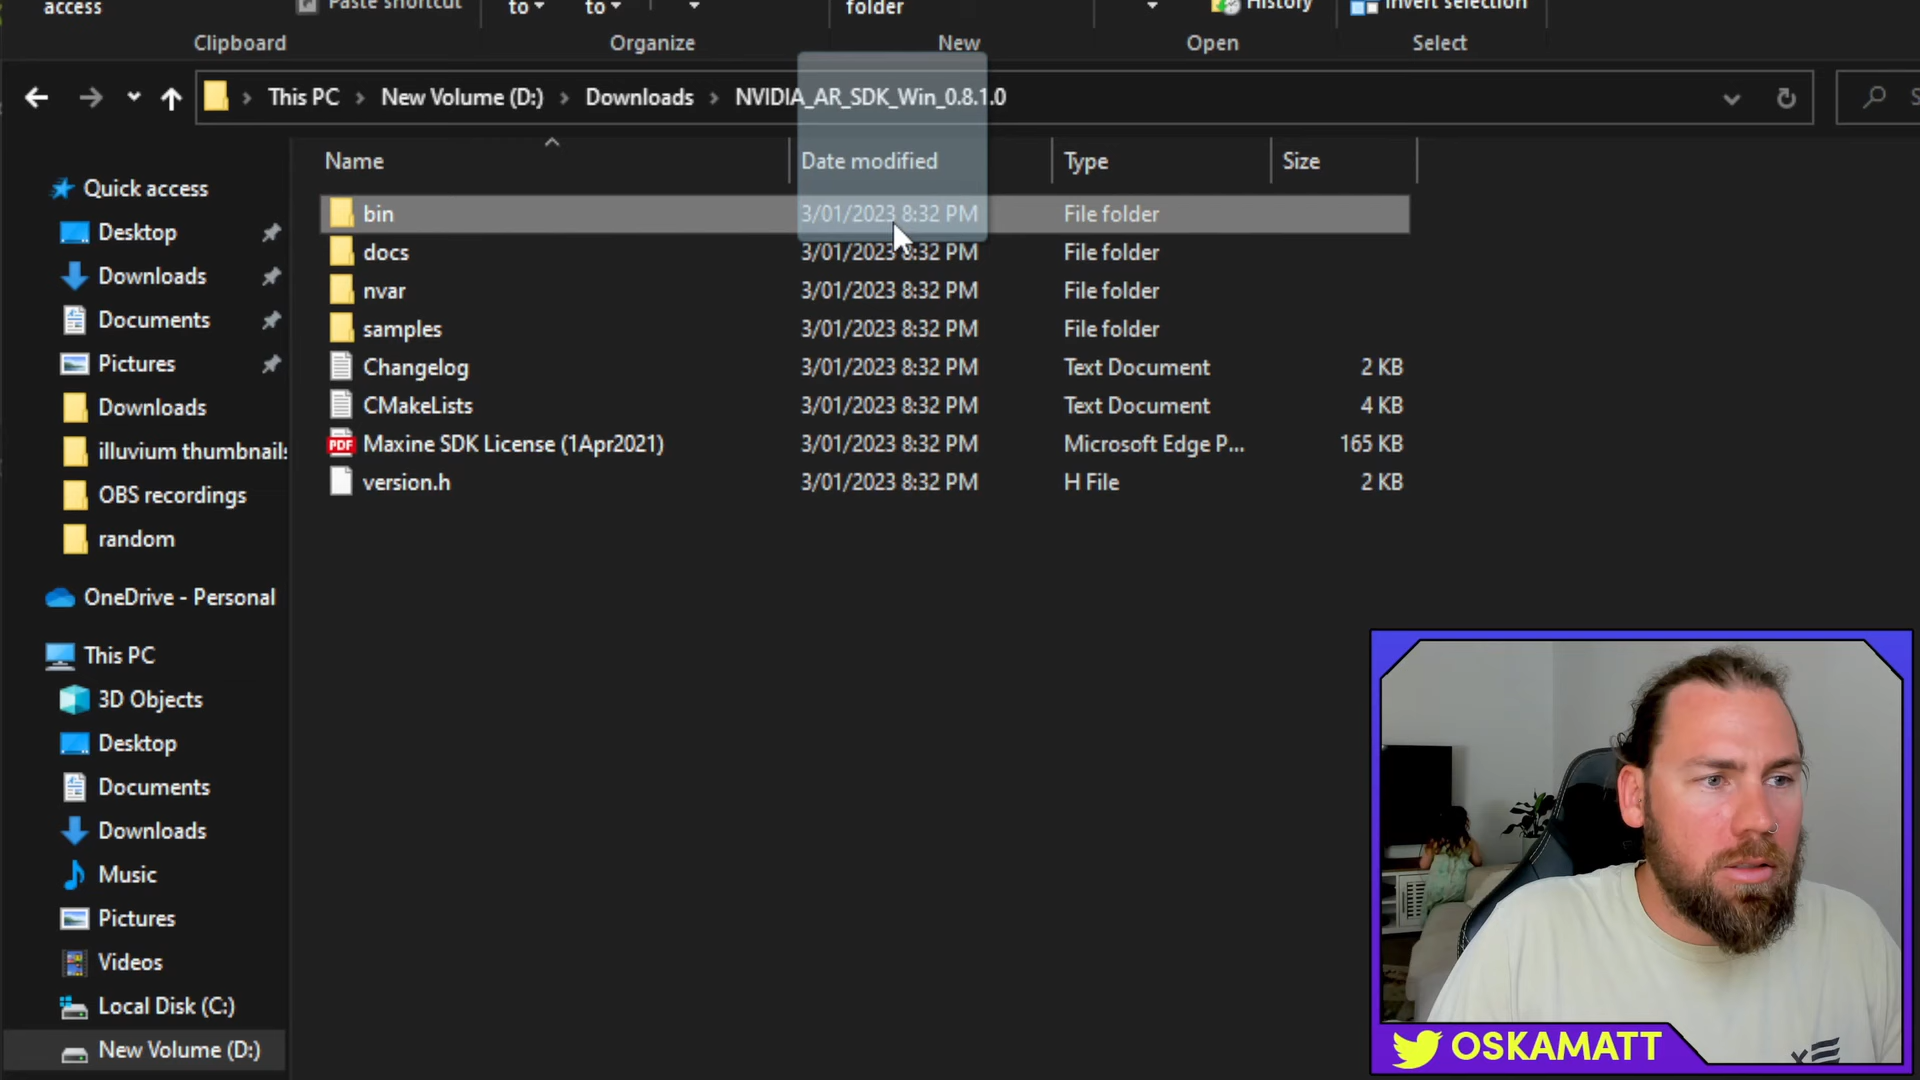 access
Paste shortcut
to
to
folder
History
Invert selection
Clipboard
Organize
New
Open
Select
This PC
New Volume (D:)
Downloads
NVIDIA_AR_SDK_Win_0.8.1.0
Name
Date modified
Type
Size
Quick access
Desktop
Downloads
Documents
Pictures
Downloads
illuvium thumbnails
OBS recordings
random
OneDrive - Personal
This PC
3D Objects
Desktop
Documents
Downloads
Music
Pictures
Videos
Local Disk (C:)
New Volume (D:)
bin 3/01/2023 8:32 PM File folder
docs 3/01/2023 8:32 PM File folder
nvar 3/01/2023 8:32 PM File folder
samples 3/01/2023 8:32 PM File folder
Changelog 3/01/2023 8:32 PM Text Document 2 KB
CMakeLists 3/01/2023 8:32 PM Text Document 4 KB
PDF Maxine SDK License (1Apr2021) 3/01/2023 8:32 PM Microsoft Edge P... 165 KB
version.h 3/01/2023 8:32 PM H File 2 KB
OSKAMATT